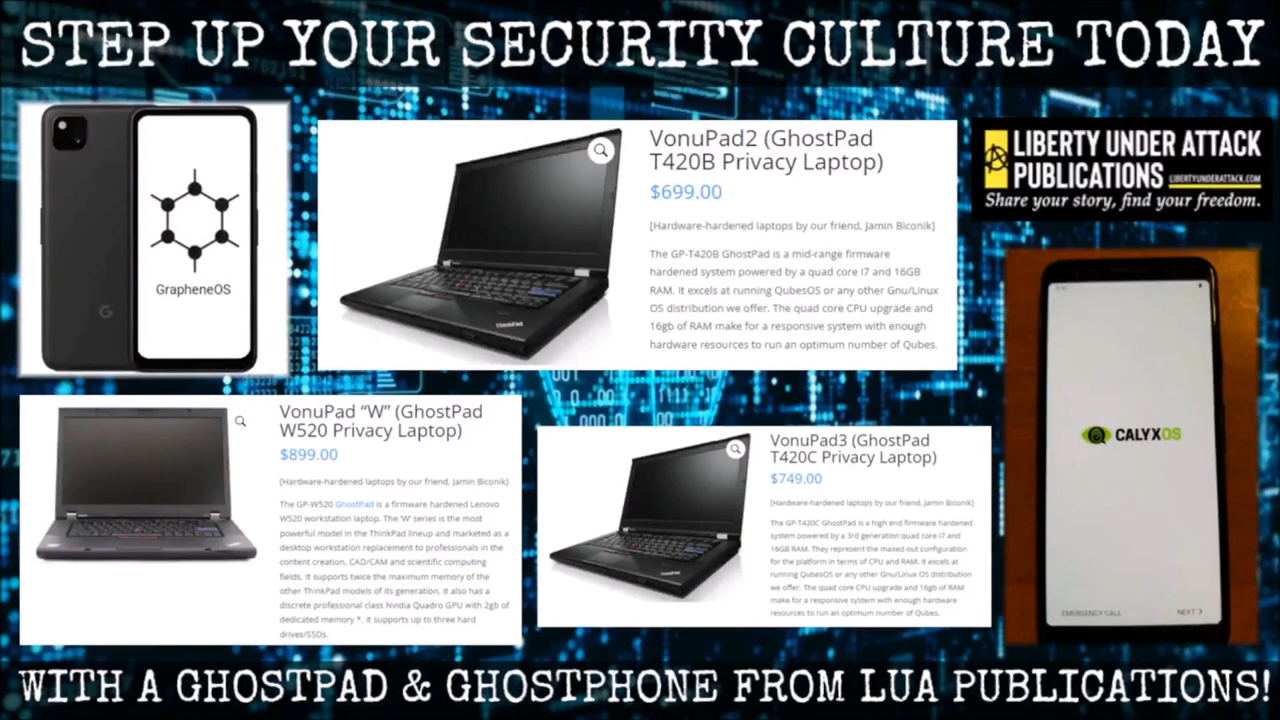 STEP UP YOUR SECURITY CULTURE TODAY
GrapheneOS
VonuPad2 (GhostPad
T420B Privacy Laptop)
$699.00
[Hardware-hardened laptops by our friend, Jamin Biconik]
The GP-T420B GhostPad is a mid-range firmware
hardened system powered by a quad core i7 and 16GB
RAM. It excels at running QubesOS or any other Gnu/Linux
OS distribution we offer. The quad core CPU upgrade and
16gb of RAM make for a responsive system with enough
hardware resources to run an optimum number of Qubes.
ThinkPad
LIBERTY UNDER ATTACK
PUBLICATIONS
LIBERTYUNDERATTACK.COM
Share your story, find your freedom.
VonuPad "W" (GhostPad
W520 Privacy Laptop)
$899.00
[Hardware-hardened laptops by our friend, Jamin Biconik]
The GP-W520 GhostPad is a firmware hardened Lenovo
W520 workstation laptop. The 'W' series is the most
powerful model in the ThinkPad lineup and marketed as a
desktop workstation replacement to professionals in the
content creation, CAD/CAM and scientific computing
fields. It supports twice the maximum memory of the
other ThinkPad models of its generation. It also has a
discrete professional class Nvidia Quadro GPU with 2gb of
dedicated memory *. It supports up to three hard
drives/SSDs.
VonuPad3 (GhostPad
T420C Privacy Laptop)
$749.00
[Hardware-hardened laptops by our friend, Jamin Biconik]
The GP-T420C GhostPad is a high end firmware hardened
system powered by a 3rd generation quad core i7 and
16GB RAM. They represent the maxed out configuration
for the platform in terms of CPU and RAM. It excels at
running QubesOS or any other Gnu/Linux OS distribution
we offer. The quad core CPU upgrade and 16gb of RAM
make for a responsive system with enough hardware
resources to run an optimum number of Qubes.
ThinkPad
CALYXOS
EMERGENCY CALL
NEXT >
WITH A GHOSTPAD & GHOSTPHONE FROM LUA PUBLICATIONS!